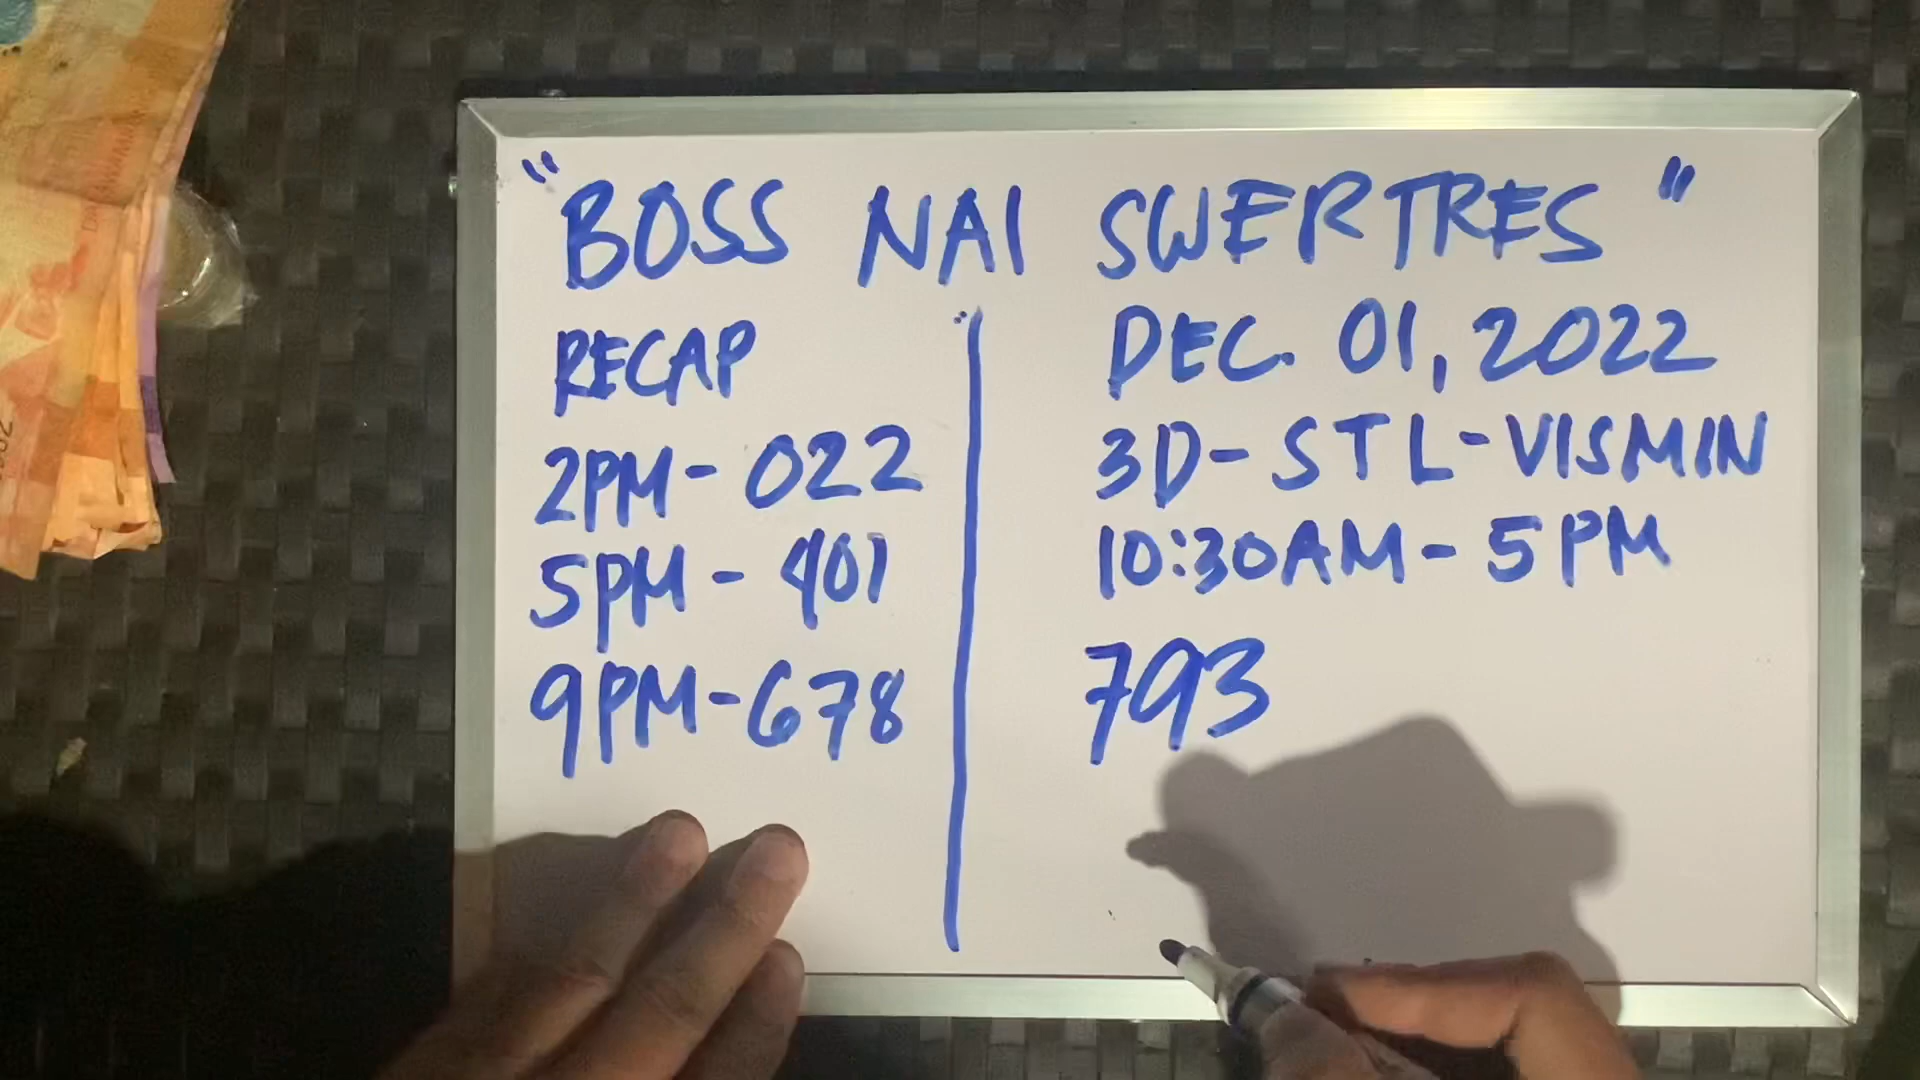 "BOSS NAI SWERTRES"
RECAP
2PM- 022
5PM - 401
9PM-678
DEC. 01, 2022
3D- STL-VISMIN
10:30AM - 5PM
793